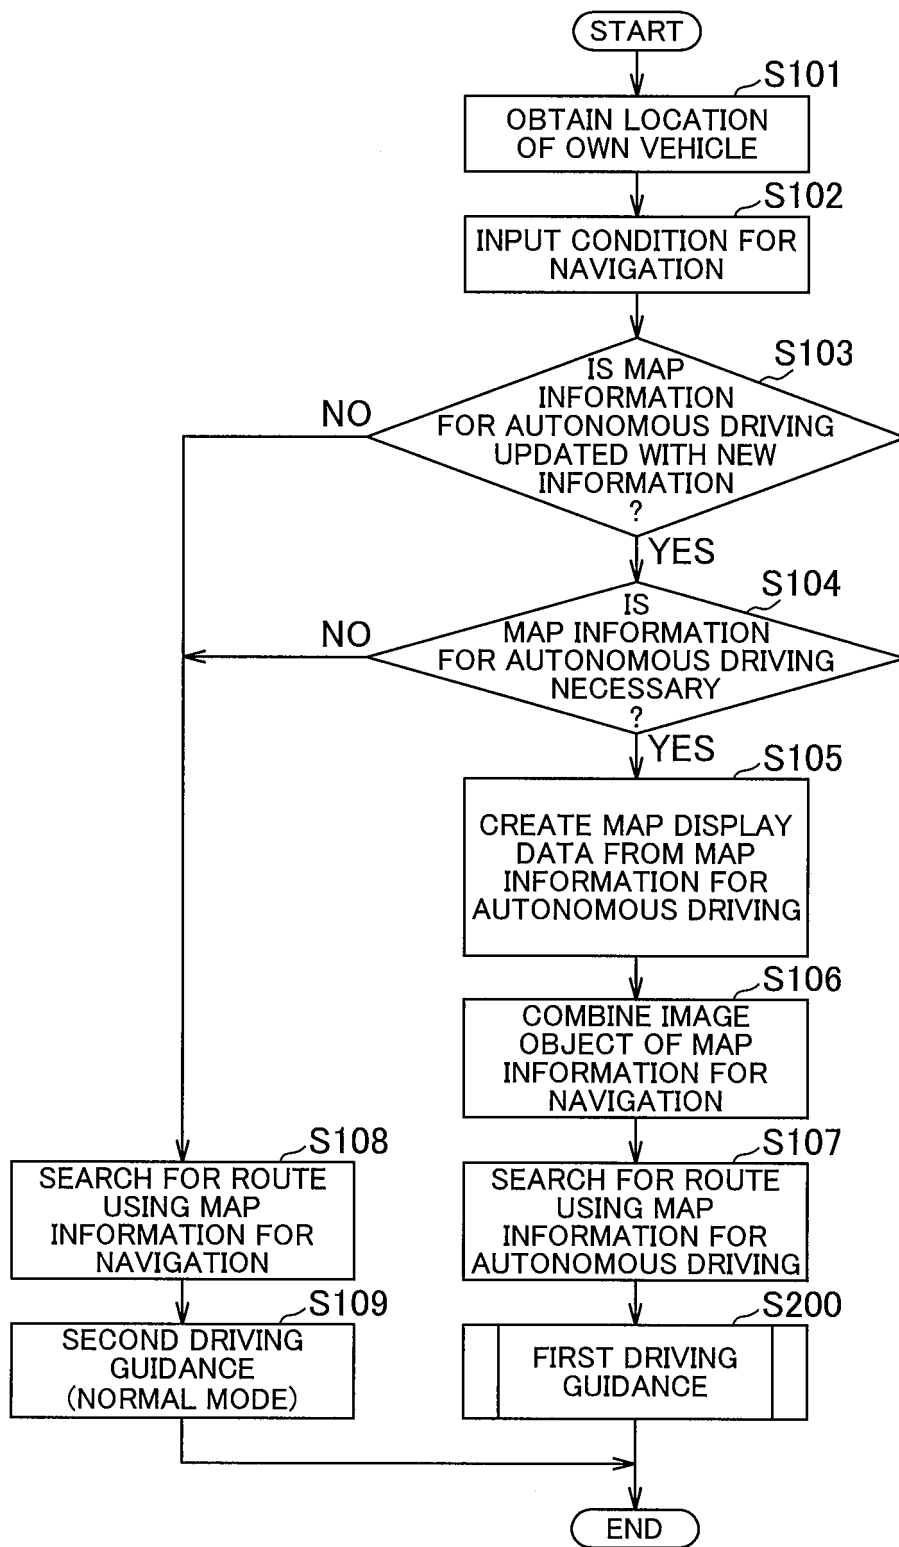 START
S101
OBTAIN LOCATION
OF OWN VEHICLE
S102
INPUT CONDITION FOR
NAVIGATION
S103
IS MAP
INFORMATION
FOR AUTONOMOUS DRIVING
UPDATED WITH NEW
INFORMATION
?
NO
YES
S104
IS
MAP INFORMATION
FOR AUTONOMOUS DRIVING
NECESSARY
?
NO
YES
S105
CREATE MAP DISPLAY
DATA FROM MAP
INFORMATION FOR
AUTONOMOUS DRIVING
S106
COMBINE IMAGE
OBJECT OF MAP
INFORMATION FOR
NAVIGATION
S108
SEARCH FOR ROUTE
USING MAP
INFORMATION FOR
NAVIGATION
S107
SEARCH FOR ROUTE
USING MAP
INFORMATION FOR
AUTONOMOUS DRIVING
S109
SECOND DRIVING
GUIDANCE
(NORMAL MODE)
S200
FIRST DRIVING
GUIDANCE
END